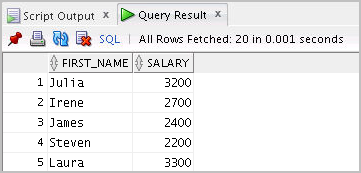 Script Output x Query Result x
SQL | All Rows Fetched: 20 in 0.001 seconds
FIRST_NAME SALARY
1 Julia 3200
2 Irene 2700
3 James 2400
4 Steven 2200
5 Laura 3300